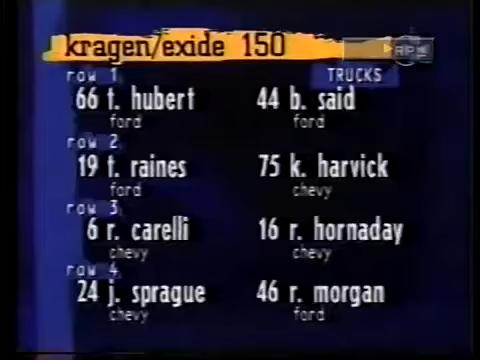 kragen/exide 150
RPM
TRUCKS
row 1
66 t. hubert 44 b. said
ford ford
row 2
19 t. raines 75 k. harvick
ford chevy
row 3
6 r. carelli 16 r. hornaday
chevy chevy
row 4
24 j. sprague 46 r. morgan
chevy ford